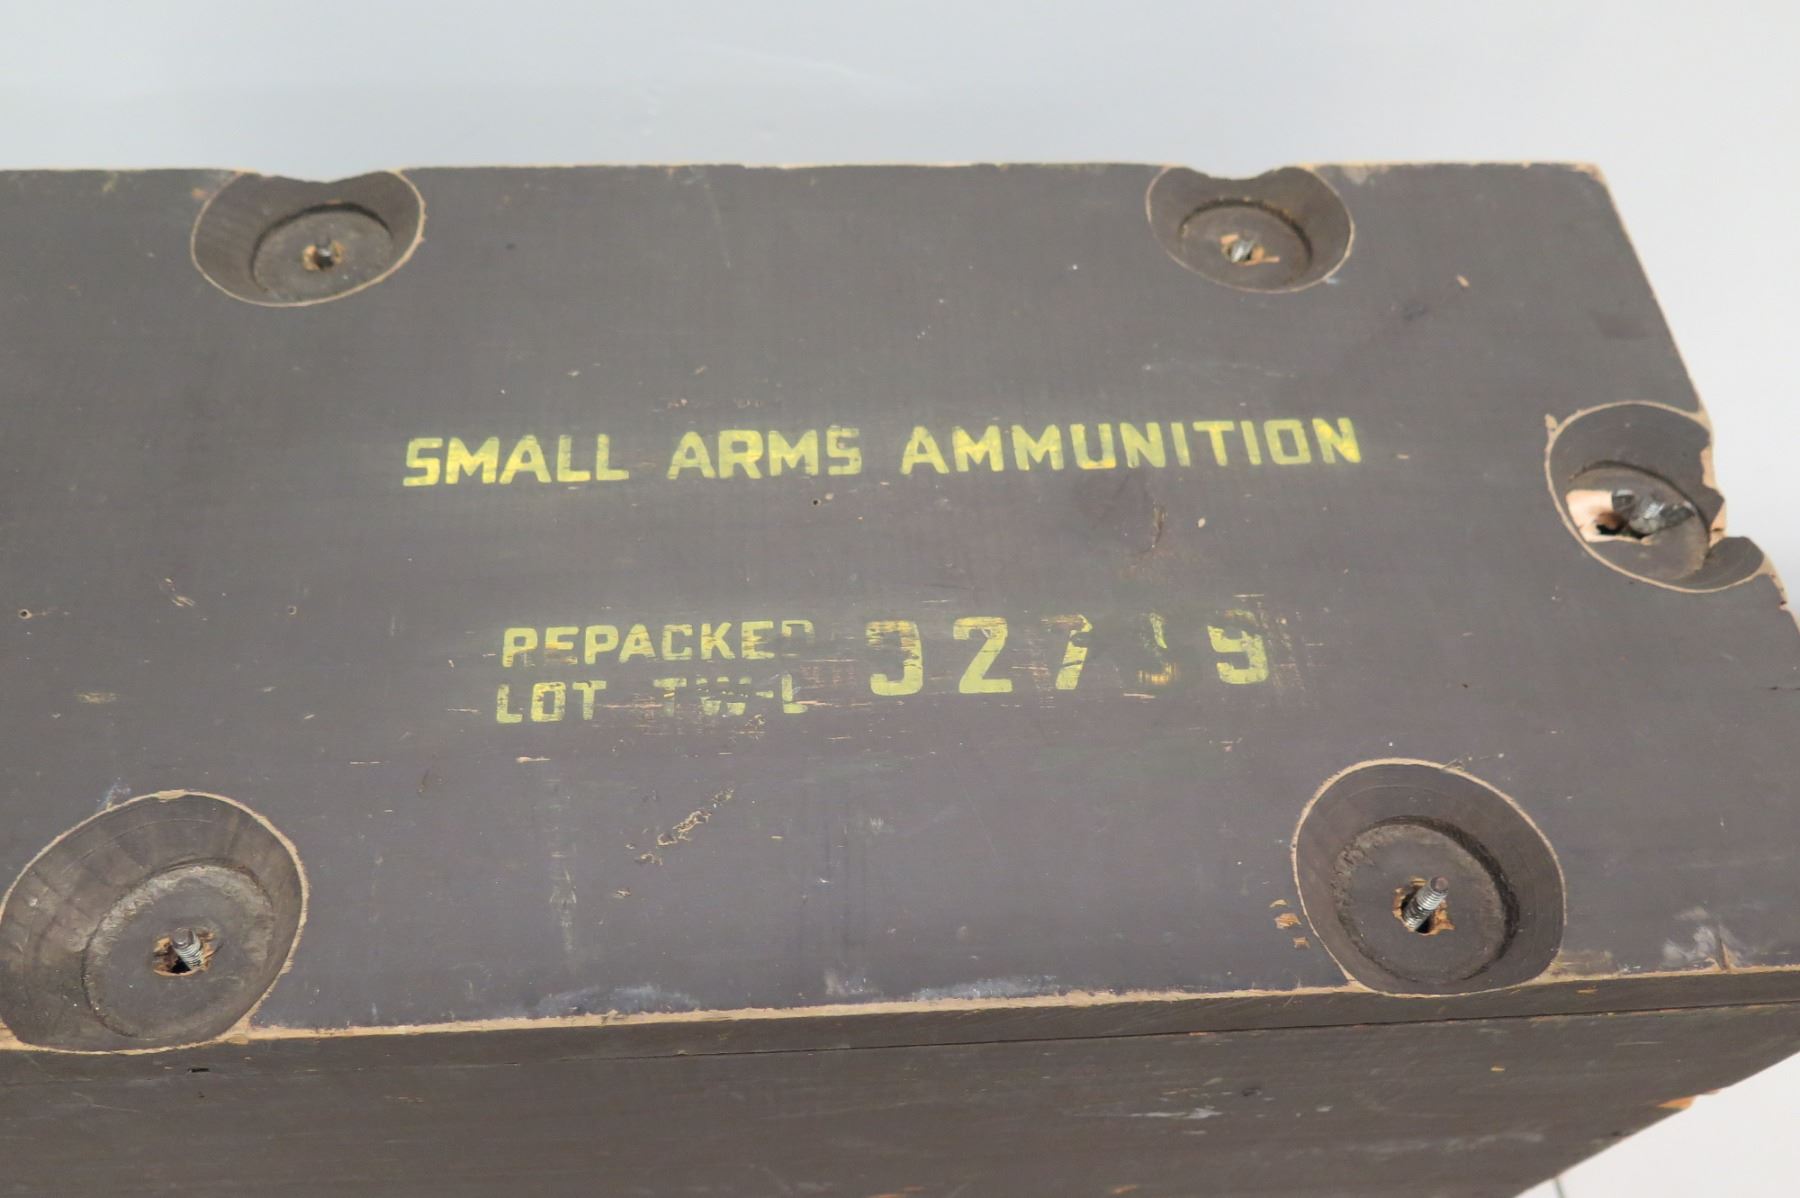 SMALL ARMS AMMUNITION
REPACKED
LOT TW-L